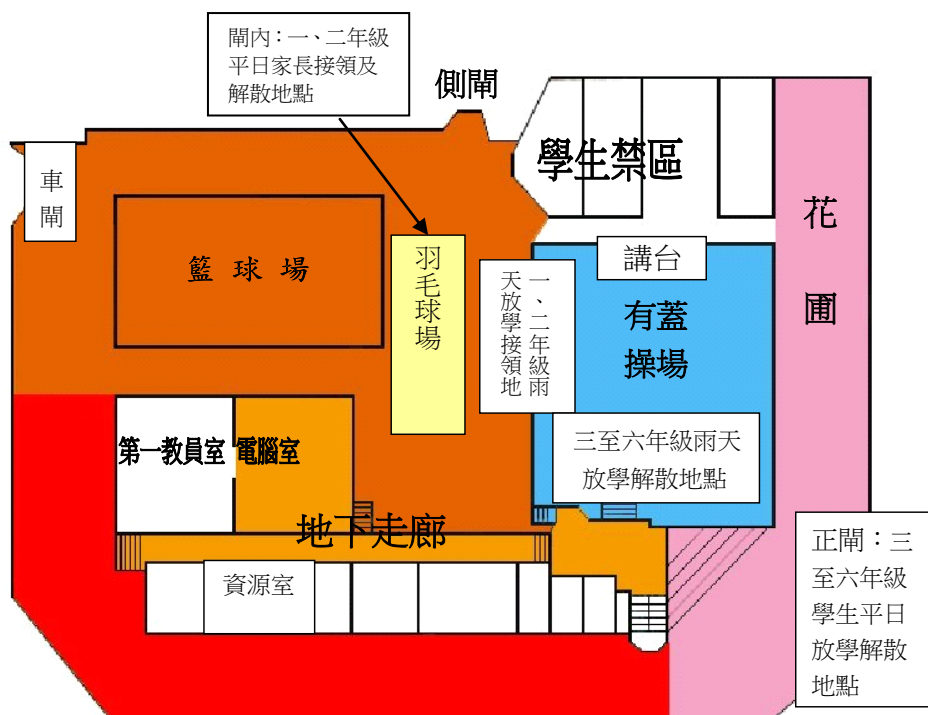 閘內：一、二年級
平日家長接領及
解散地點
側閘
學生禁區
車
閘
花
圃
籃球場
羽毛球場
講台
一、二年級雨
天放學接領地
有蓋
操場
三至六年級雨天
放學解散地點
第一教員室
電腦室
地下走廊
資源室
正閘：三
至六年級
學生平日
放學解散
地點